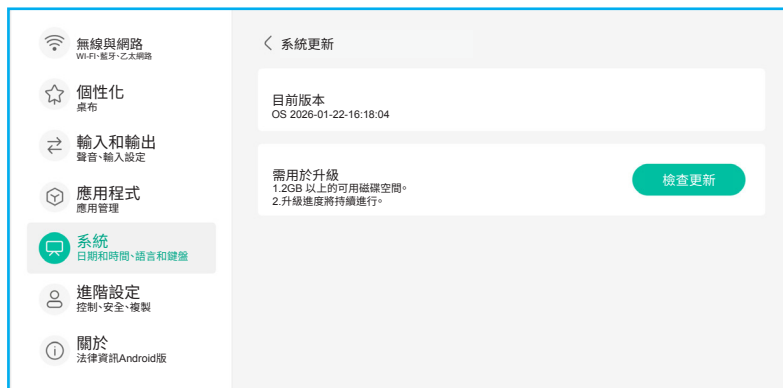 無線與網路
WI-FI、藍牙、乙太網路
個性化
桌布
輸入和輸出
聲音、輸入設定
應用程式
應用管理
系統
日期和時間、語言和鍵盤
進階設定
控制、安全、複製
關於
法律資訊Android版
系統更新
目前版本
OS 2026-01-22-16:18:04
需用於升級
1.2GB 以上的可用磁碟空間。
2.升級進度將持續進行。
檢查更新